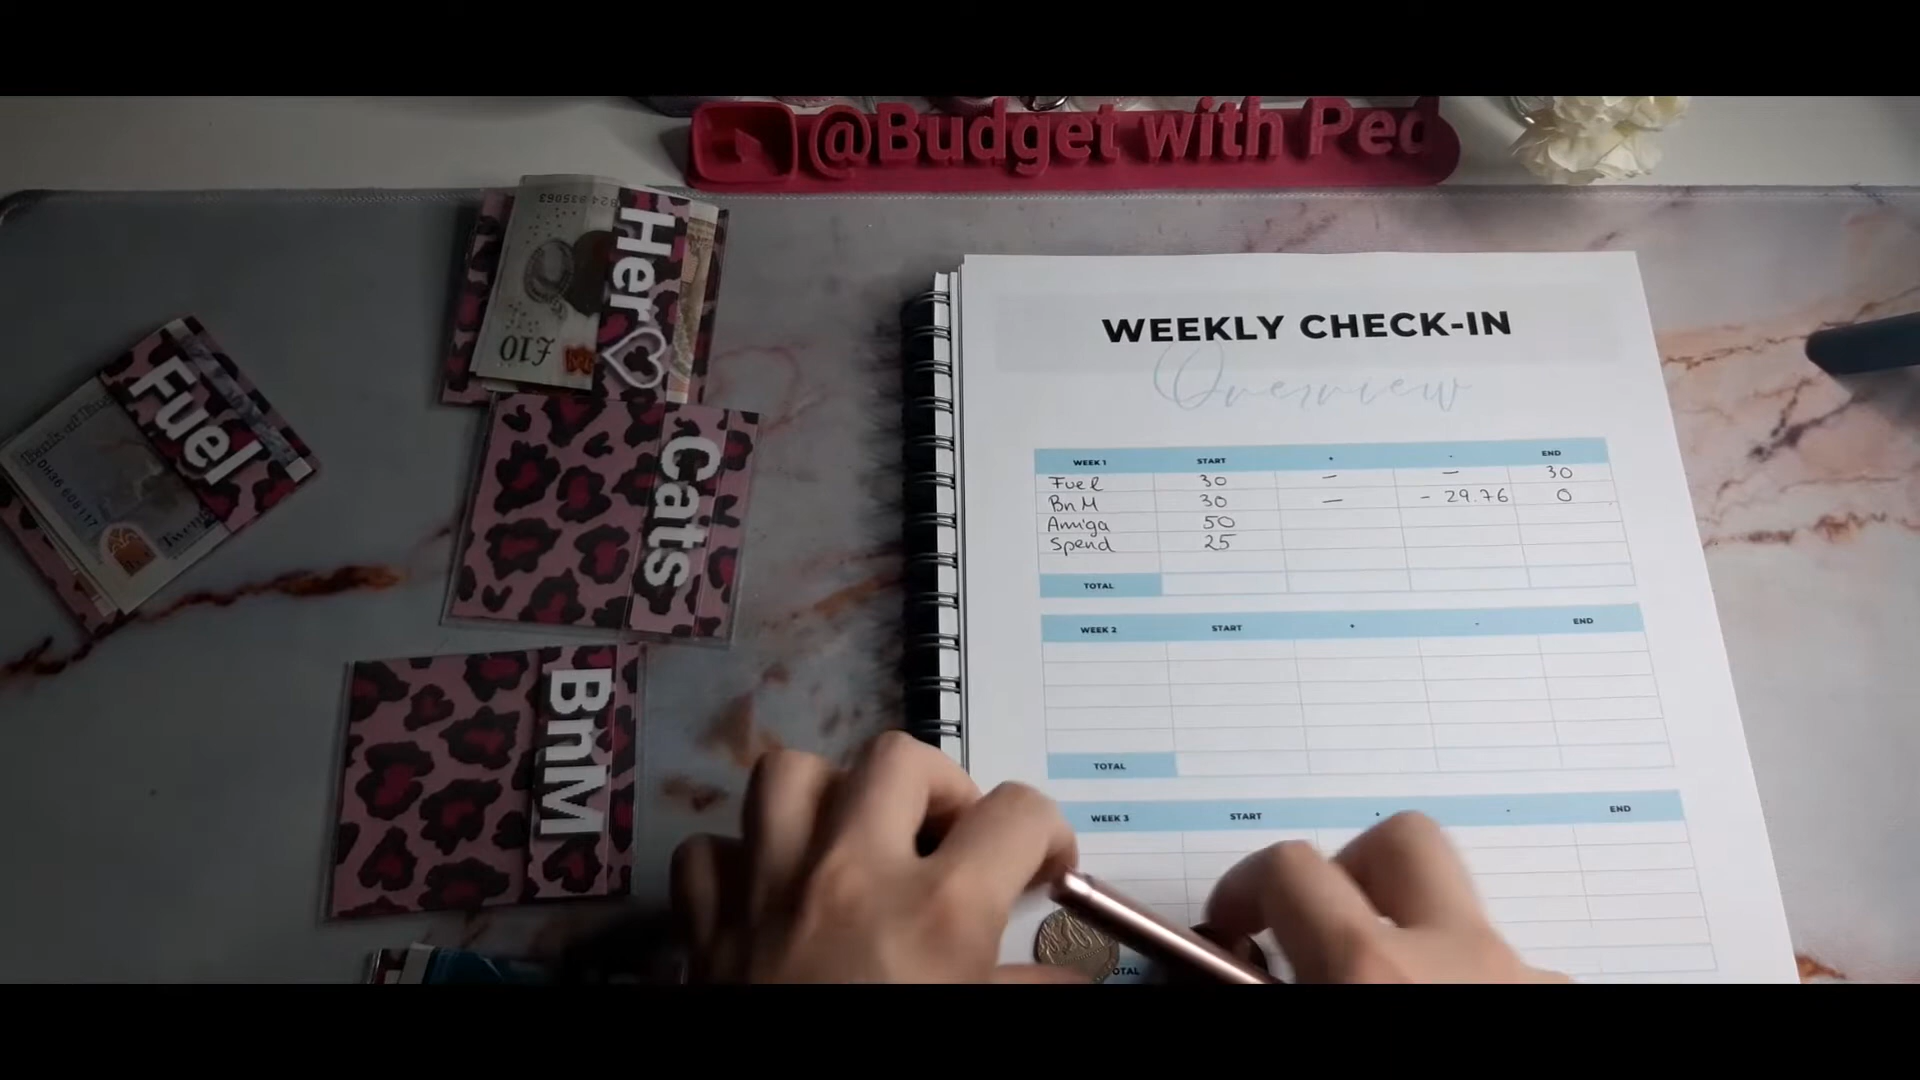 @Budget with Ped
Her
£10
Fuel
Cats
BnM
WEEKLY CHECK-IN
Overview
WEEK 1 START + - END
Fuel 30 — — 30
BnM 30 — - 29.76 0
Amiga 50
Spend 25
TOTAL
WEEK 2 START + - END
TOTAL
WEEK 3 START + - END
OTAL